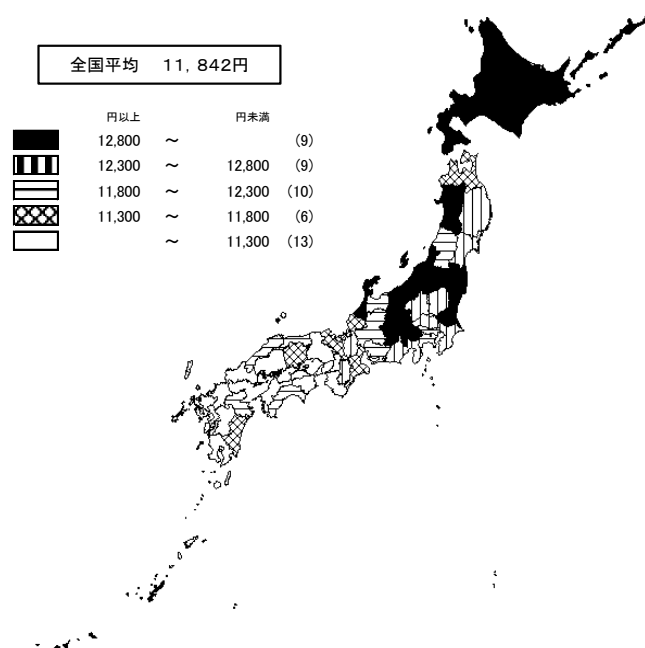 全国平均 11,842円
円以上 円未満
12,800 ～ (9)
12,300 ～ 12,800 (9)
11,800 ～ 12,300 (10)
11,300 ～ 11,800 (6)
～ 11,300 (13)